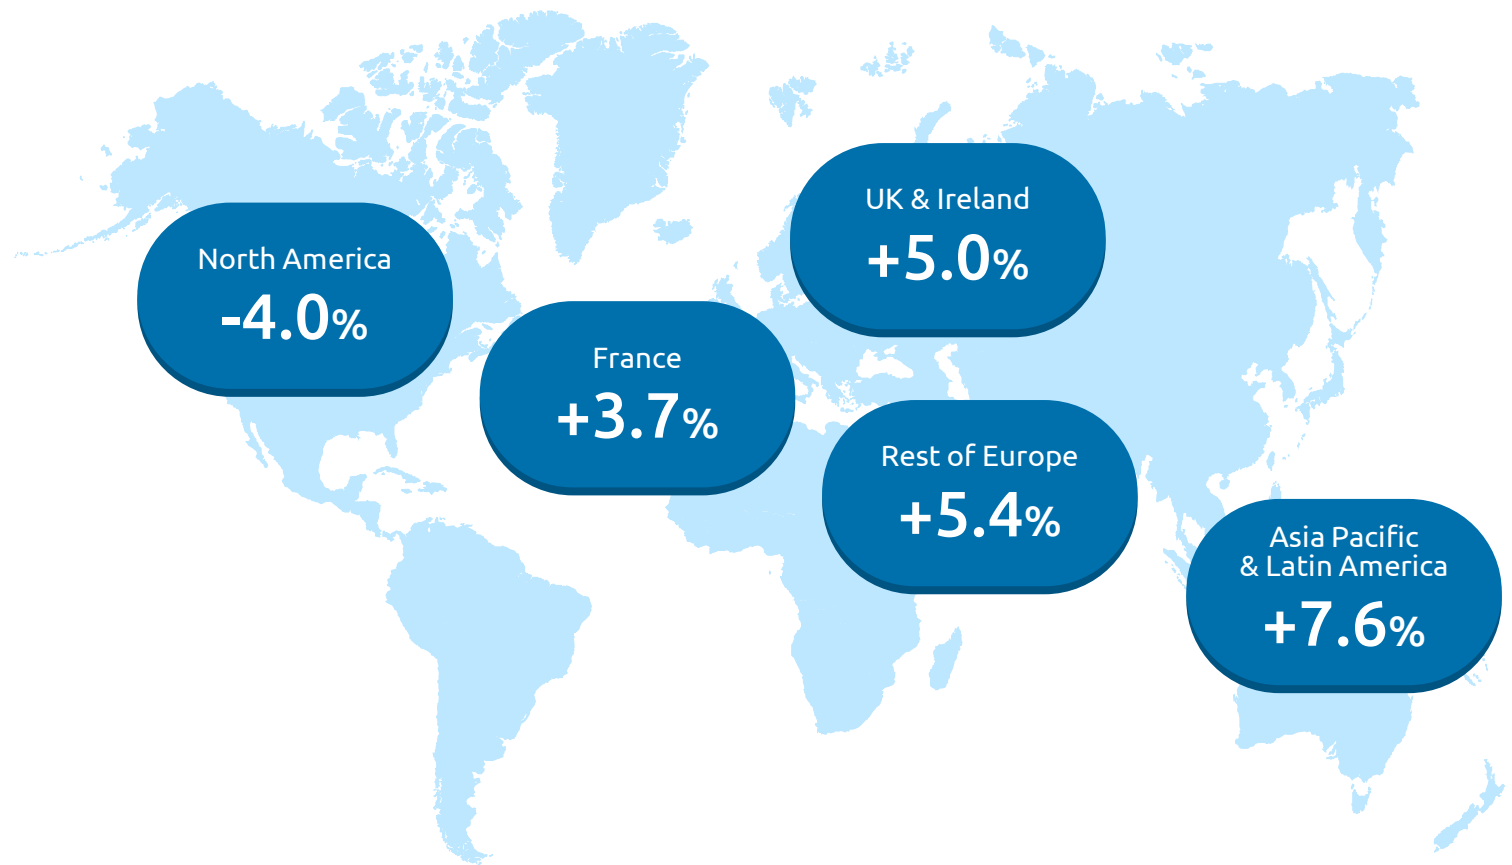 UK & Ireland
+5.0%
North America
-4.0%
France
+3.7%
Rest of Europe
+5.4%
Asia Pacific
& Latin America
+7.6%